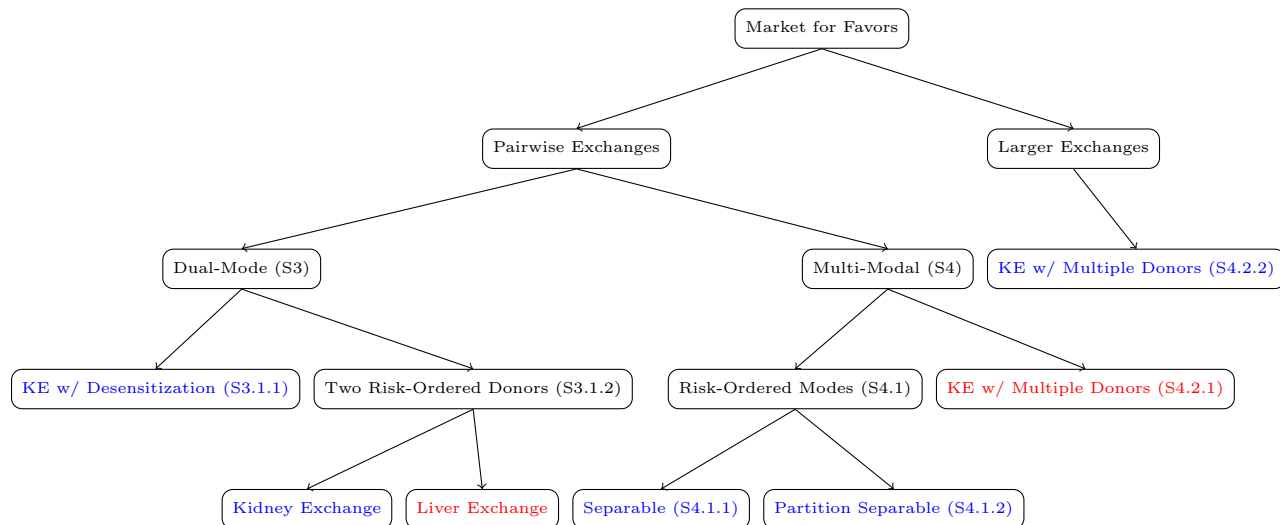 Market for Favors
Pairwise Exchanges
Larger Exchanges
Dual-Mode (S3)
Multi-Modal (S4)
KE w/ Multiple Donors (S4.2.2)
KE w/ Desensitization (S3.1.1)
Two Risk-Ordered Donors (S3.1.2)
Risk-Ordered Modes (S4.1)
KE w/ Multiple Donors (S4.2.1)
Kidney Exchange
Liver Exchange
Separable (S4.1.1)
Partition Separable (S4.1.2)